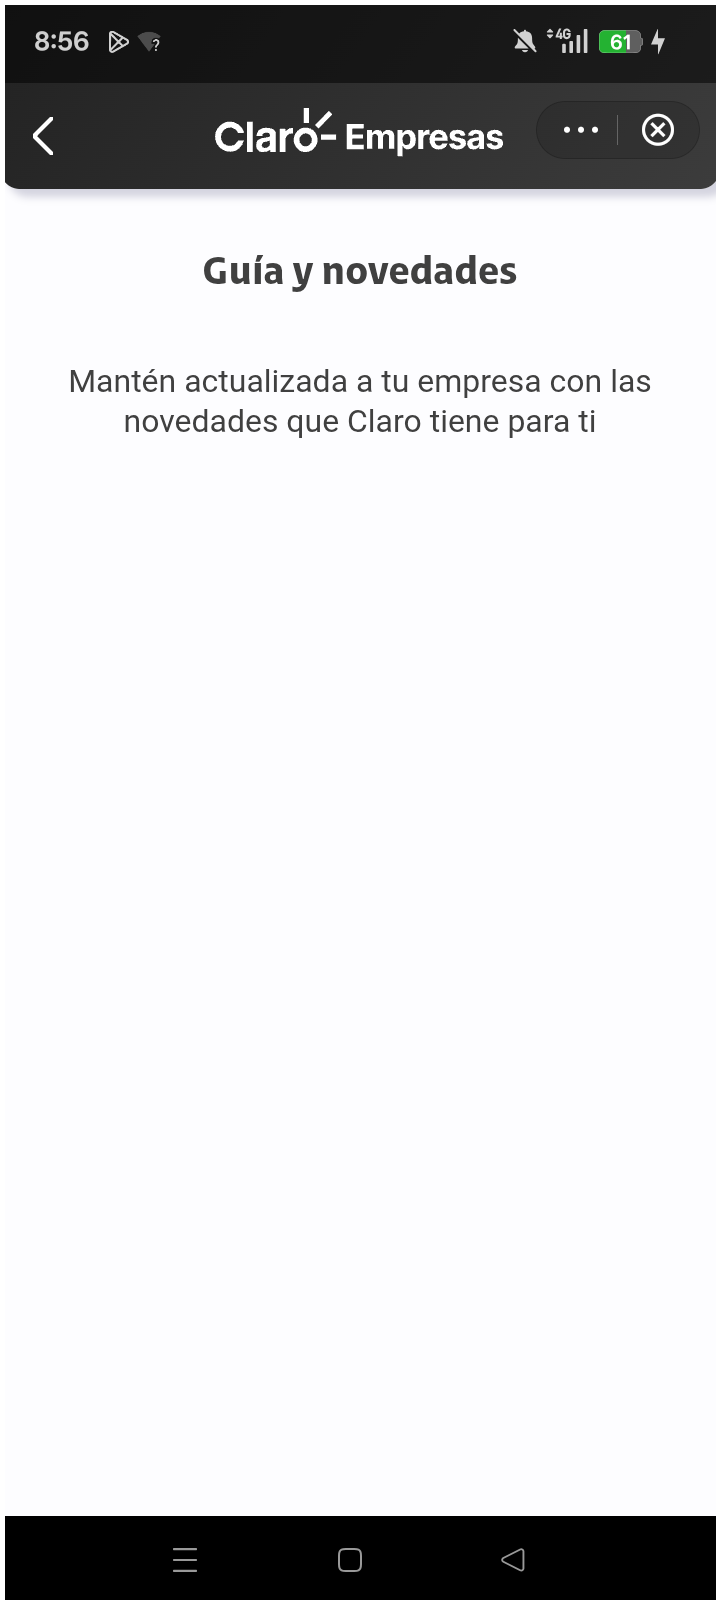 8:56
4G
61
Claro Empresas
Guía y novedades
Mantén actualizada a tu empresa con las
novedades que Claro tiene para ti